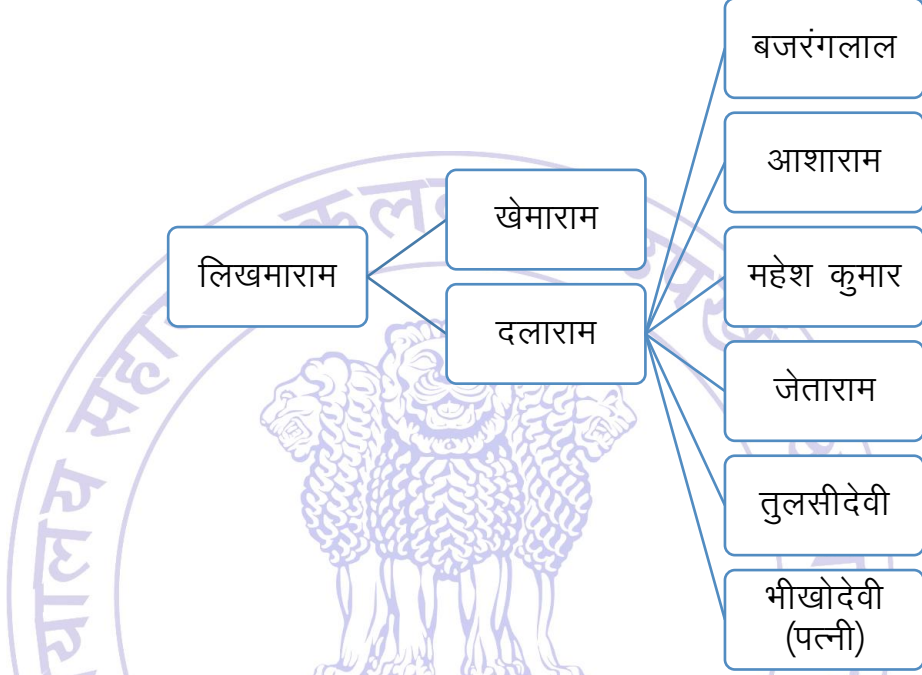 बजरंगलाल
आशाराम
खेमाराम
लिखमाराम
महेश कुमार
दलाराम
जेताराम
तुलसीदेवी
भीखोदेवी
(पत्नी)